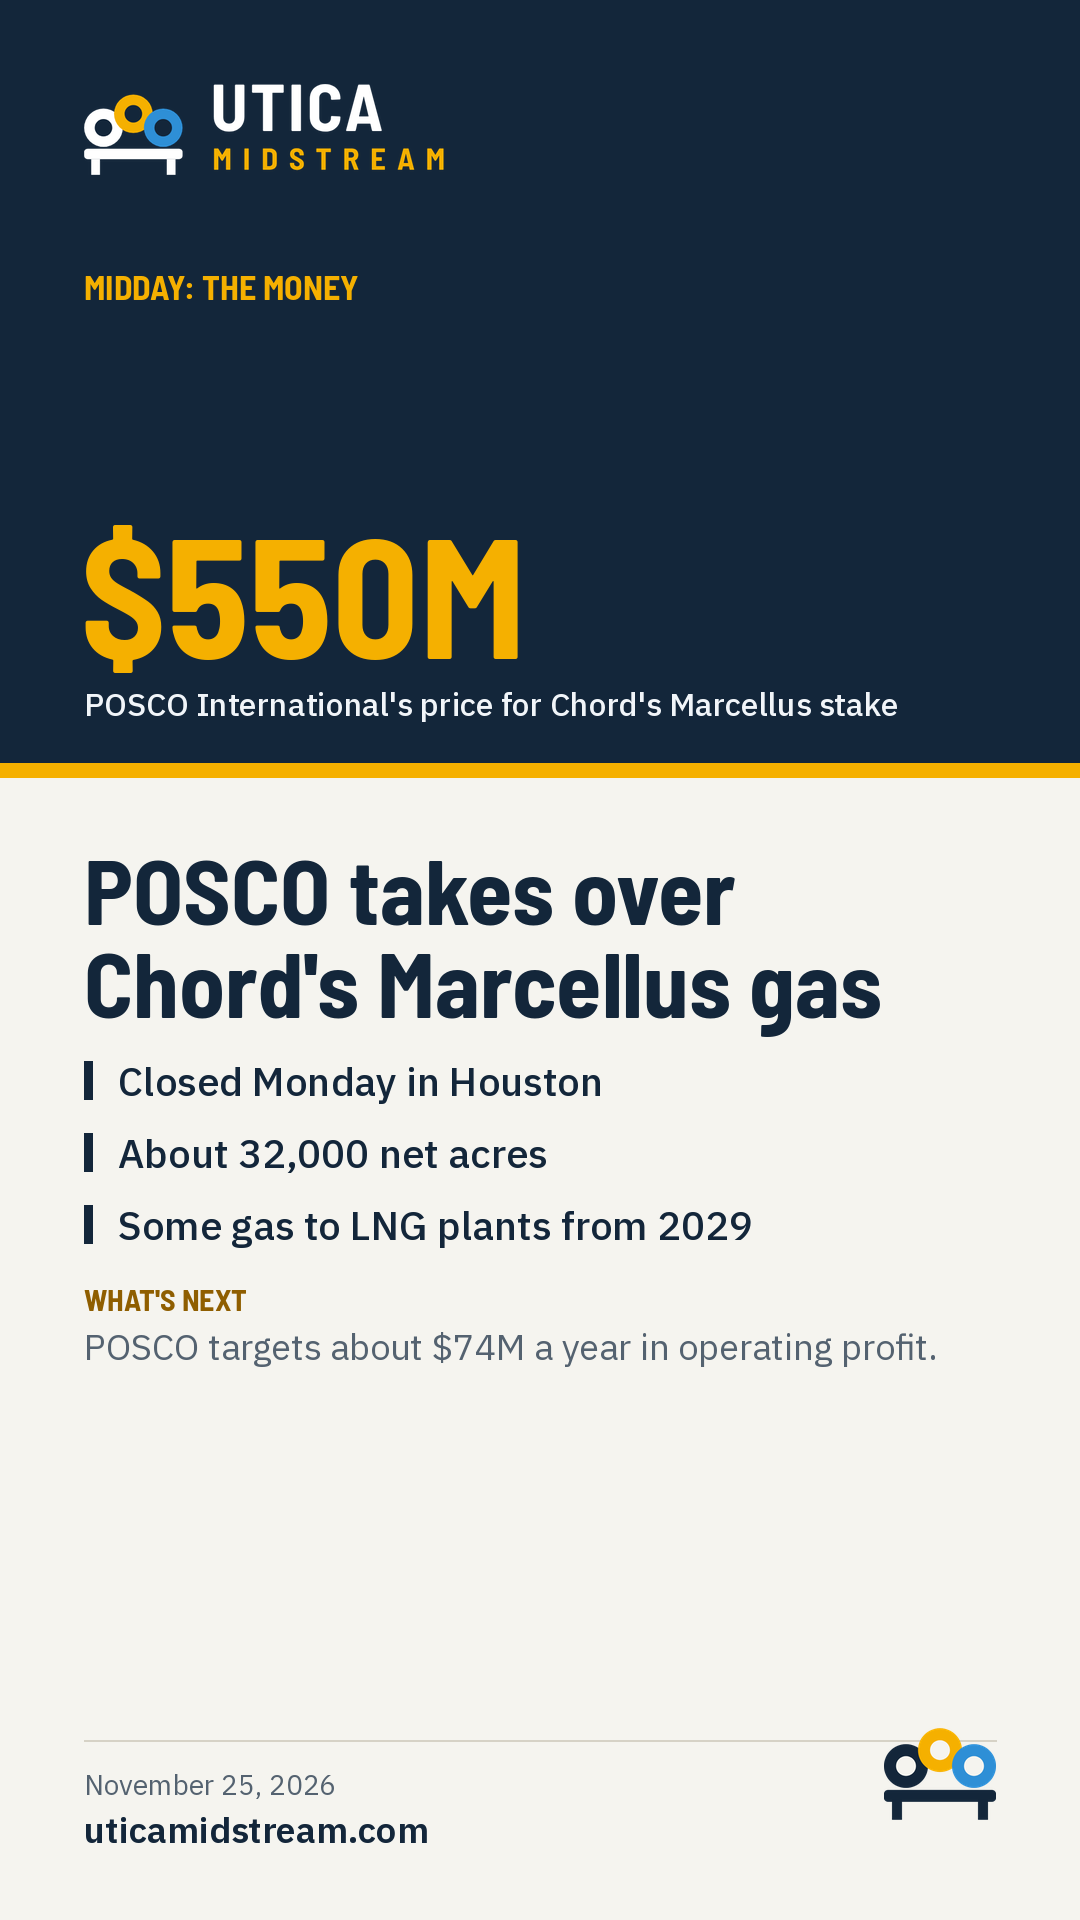 UTICA
MIDSTREAM
MIDDAY: THE MONEY
$550M
POSCO International's price for Chord's Marcellus stake
POSCO takes over
Chord's Marcellus gas
Closed Monday in Houston
About 32,000 net acres
Some gas to LNG plants from 2029
WHAT'S NEXT
POSCO targets about $74M a year in operating profit.
November 25, 2026
uticamidstream.com